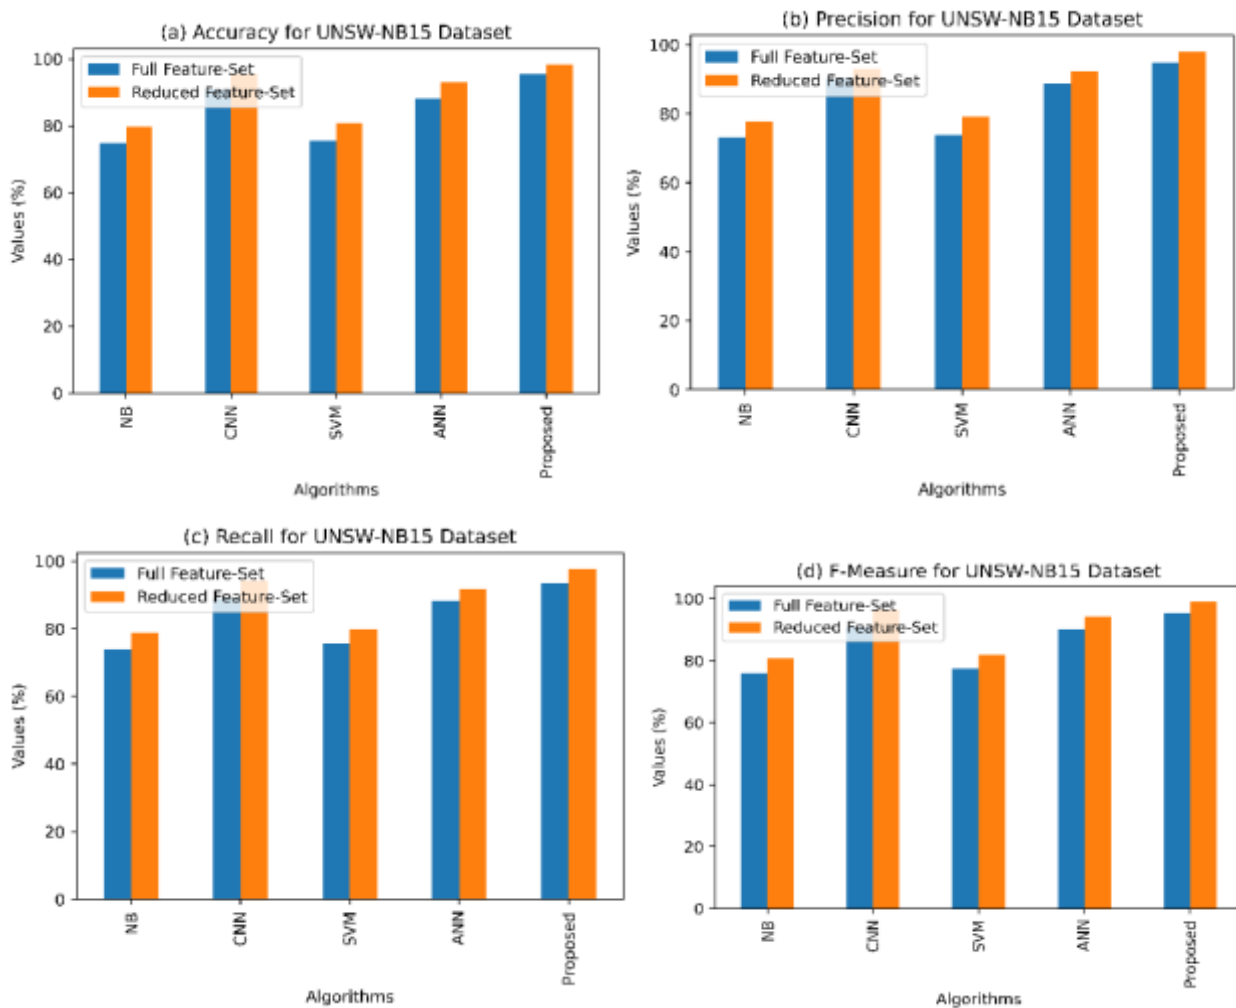 (a) Accuracy for UNSW-NB15 Dataset
Full Feature-Set
Reduced Feature-Set
100
80
60
40
20
0
Values (%)
NB
CNN
SVM
ANN
Proposed
Algorithms
(b) Precision for UNSW-NB15 Dataset
Full Feature-Set
Reduced Feature-Set
100
80
60
40
20
0
Values (%)
NB
CNN
SVM
ANN
Proposed
Algorithms
(c) Recall for UNSW-NB15 Dataset
Full Feature-Set
Reduced Feature-Set
100
80
60
40
20
0
Values (%)
NB
CNN
SVM
ANN
Proposed
Algorithms
(d) F-Measure for UNSW-NB15 Dataset
Full Feature-Set
Reduced Feature-Set
100
80
60
40
20
0
Values (%)
NB
CNN
SVM
ANN
Proposed
Algorithms